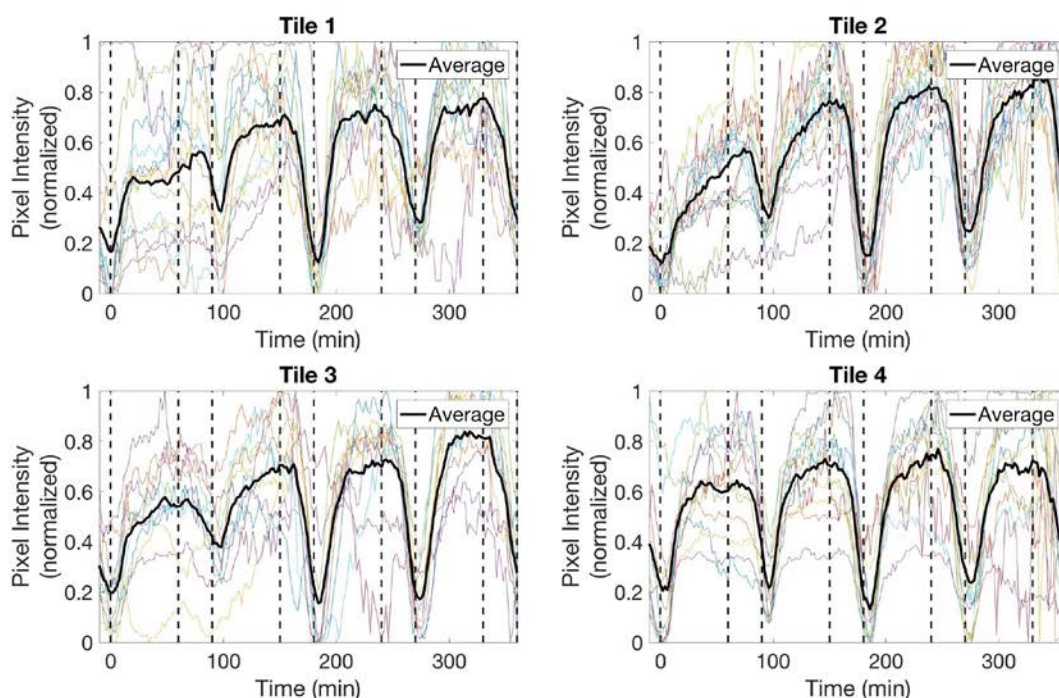 Tile 1
1
0.8
0.6
0.4
0.2
0
Pixel Intensity
(normalized)
Average
0 100 200 300
Time (min)
Tile 2
1
0.8
0.6
0.4
0.2
0
Pixel Intensity
(normalized)
Average
0 100 200 300
Time (min)
Tile 3
1
0.8
0.6
0.4
0.2
0
Pixel Intensity
(normalized)
Average
0 100 200 300
Time (min)
Tile 4
1
0.8
0.6
0.4
0.2
0
Pixel Intensity
(normalized)
Average
0 100 200 300
Time (min)